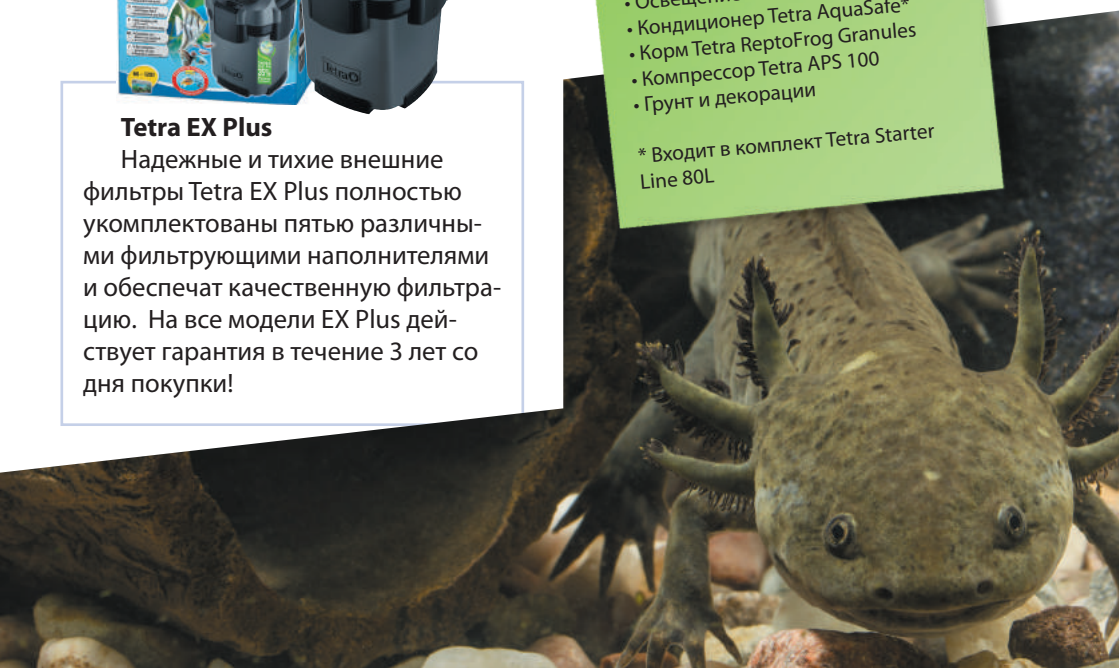 Tetra
Tetra EX Plus
Надежные и тихие внешние
фильтры Tetra EX Plus полностью
укомплектованы пятью различны-
ми фильтрующими наполнителями
и обеспечат качественную фильтра-
цию. На все модели EX Plus дей-
ствует гарантия в течение 3 лет со
дня покупки!
• Освещение
• Кондиционер Tetra AquaSafe*
• Корм Tetra ReptoFrog Granules
• Компрессор Tetra APS 100
• Грунт и декорации
* Входит в комплект Tetra Starter
Line 80L